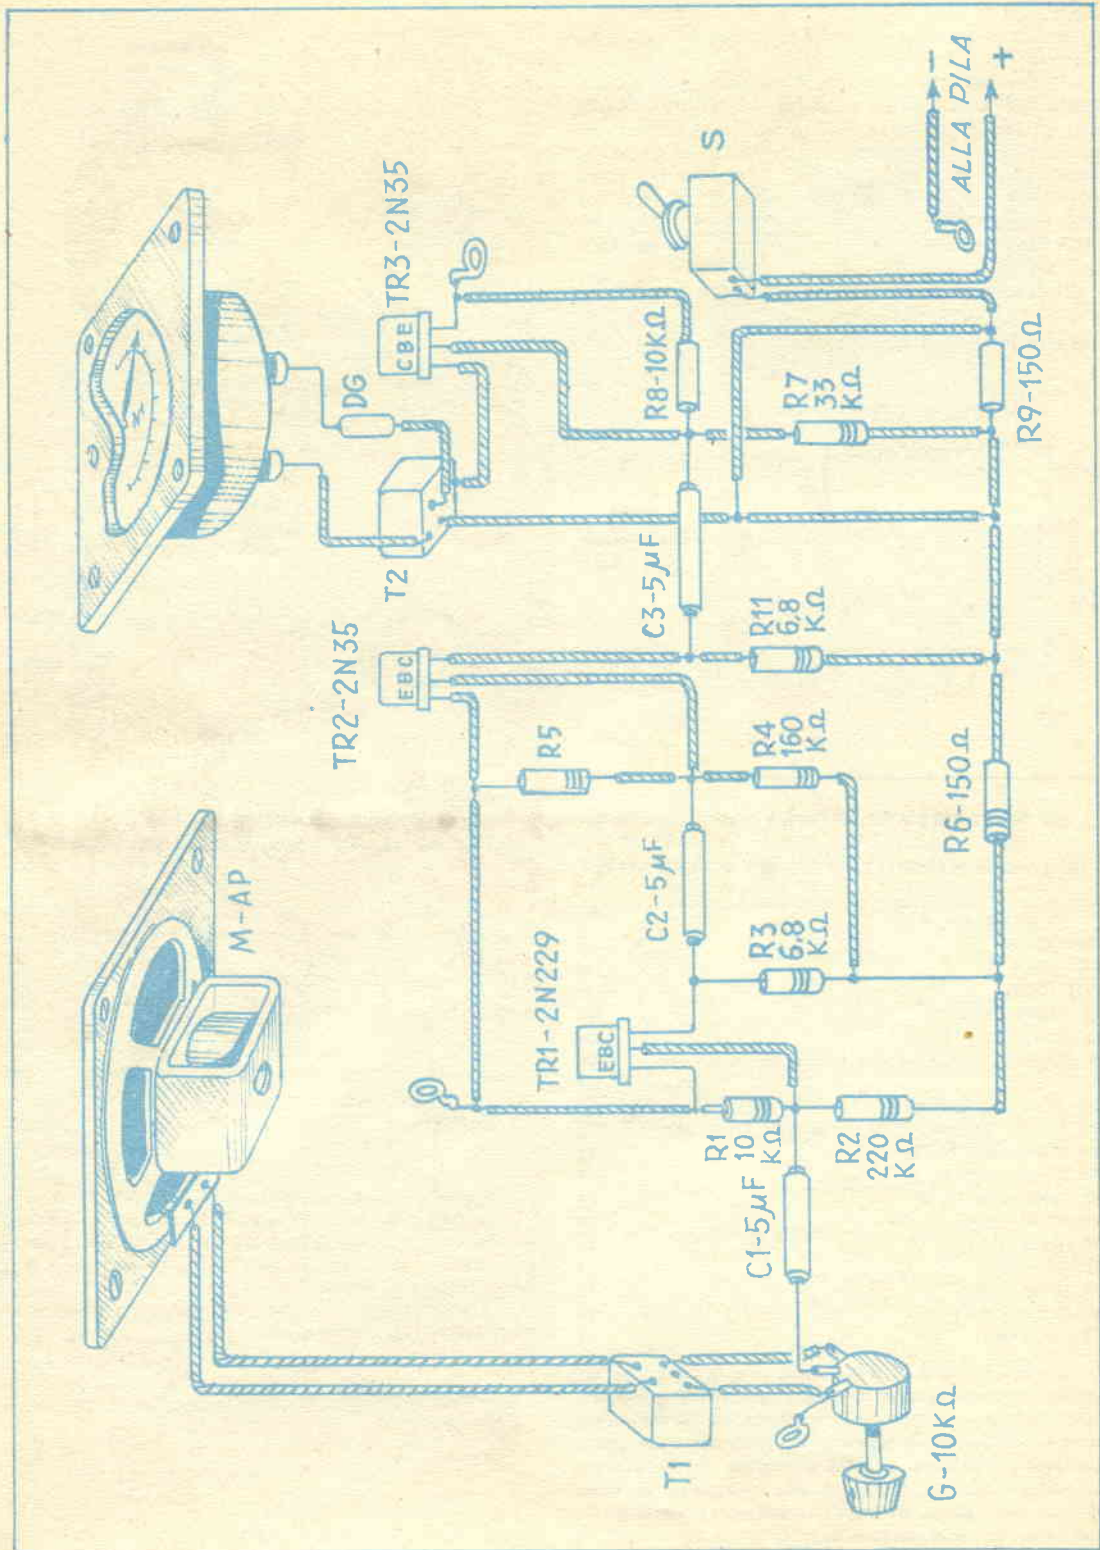 M-AP
T1
G-10KΩ
C1-5µF
R1
10
KΩ
R2
220
KΩ
TR1-2N229
EBC
C2-5µF
R3
6,8
KΩ
R5
R4
160
KΩ
R6-150Ω
TR2-2N35
EBC
T2
DG
C3-5µF
R11
6,8
KΩ
TR3-2N35
CBE
R8-10KΩ
R7
33
KΩ
R9-150Ω
S
ALLA PILA
-
+